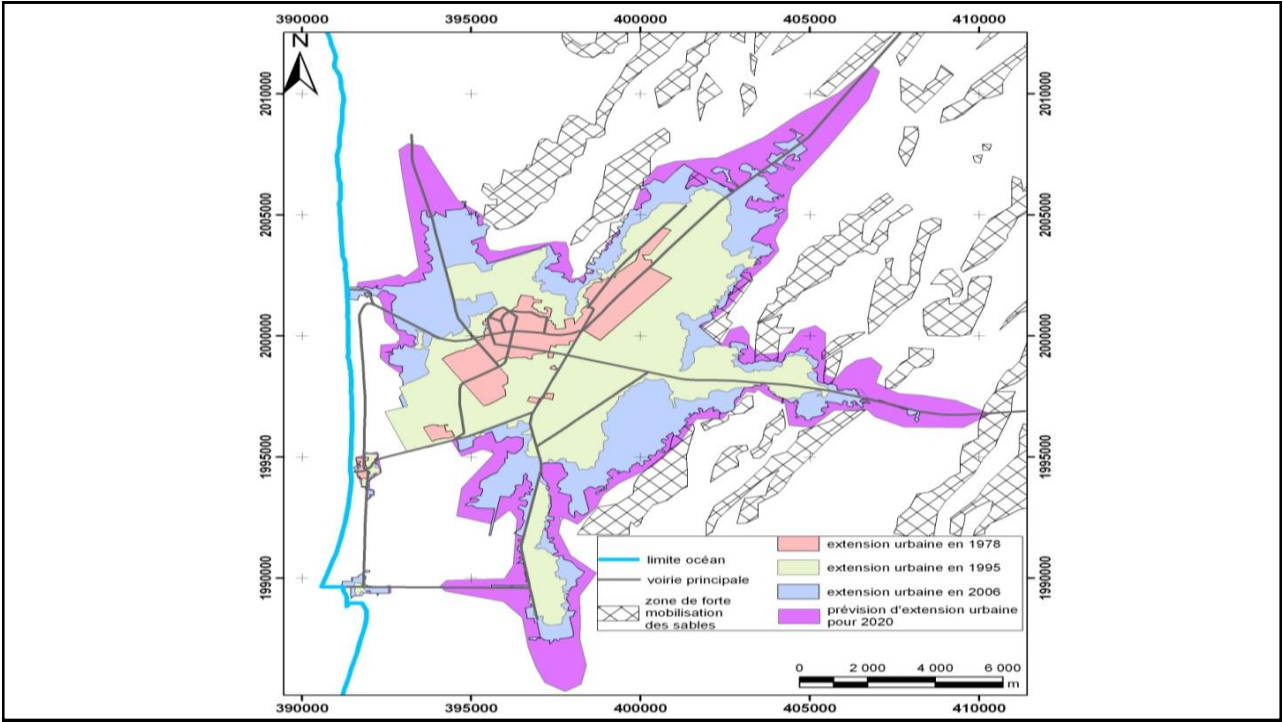 390000 395000 400000 405000 410000
N
2010000 2010000
2005000 2005000
2000000 2000000
1995000 1995000
1990000 1990000
limite océan
voirie principale
zone de forte
mobilisation
des sables
extension urbaine en 1978
extension urbaine en 1995
extension urbaine en 2006
prévision d'extension urbaine
pour 2020
0 2 000 4 000 6 000
m
390000 395000 400000 405000 410000